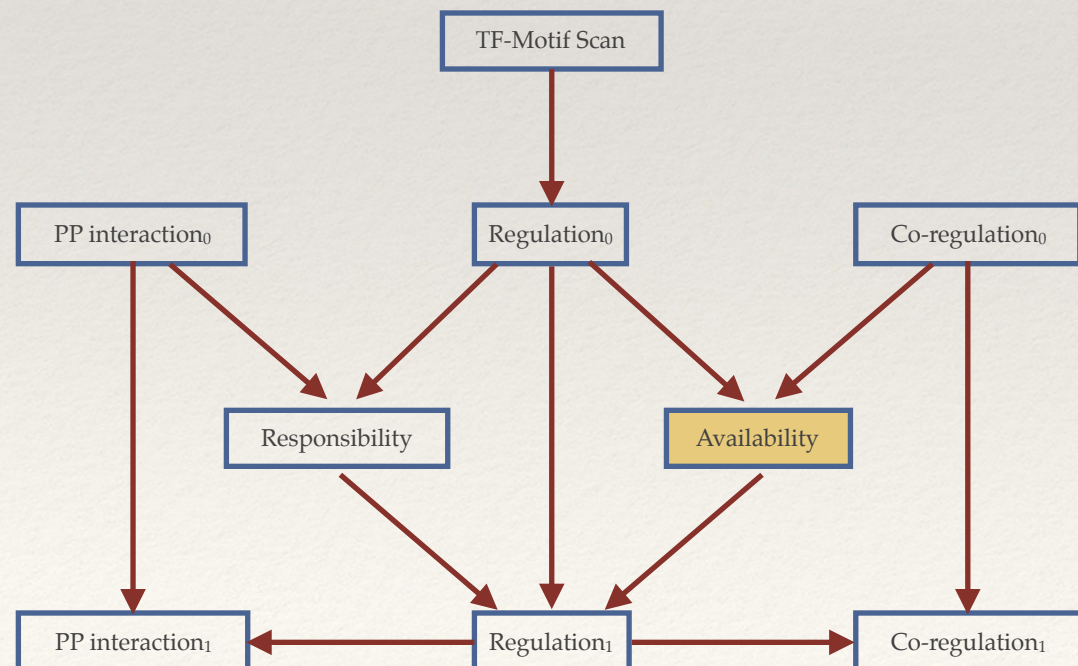 TF-Motif Scan
PP interaction₀
Regulation₀
Co-regulation₀
Responsibility
Availability
PP interaction₁
Regulation₁
Co-regulation₁